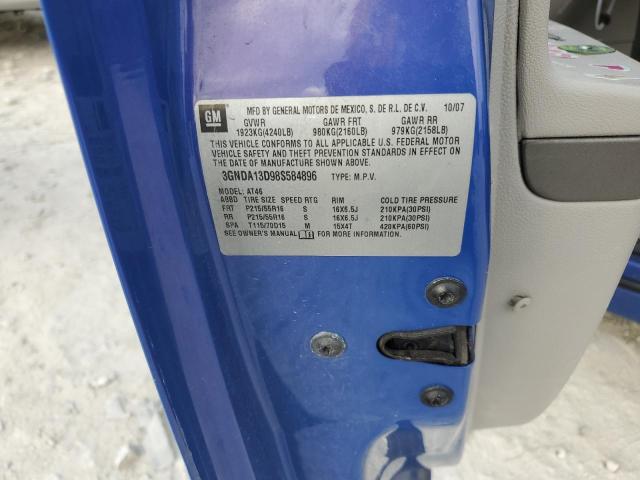 GM
MFD BY GENERAL MOTORS DE MEXICO, S. DE R.L. DE C.V. 10/07
GVWR GAWR FRT GAWR RR
1923KG(4240LB) 980KG(2160LB) 979KG(2158LB)
THIS VEHICLE CONFORMS TO ALL APPLICABLE U.S. FEDERAL MOTOR
VEHICLE SAFETY AND THEFT PREVENTION STANDARDS IN EFFECT ON
THE DATE OF MANUFACTURE SHOWN ABOVE.
3GNDA13D98S584896 TYPE: M.P.V.
MODEL: AT46
ABBD TIRE SIZE SPEED RTG RIM COLD TIRE PRESSURE
FRT P215/55R16 S 16X6.5J 210KPA(30PSI)
RR P215/55R16 S 16X6.5J 210KPA(30PSI)
SPA T115/70D15 M 15X4T 420KPA(60PSI)
SEE OWNER'S MANUAL FOR MORE INFORMATION.